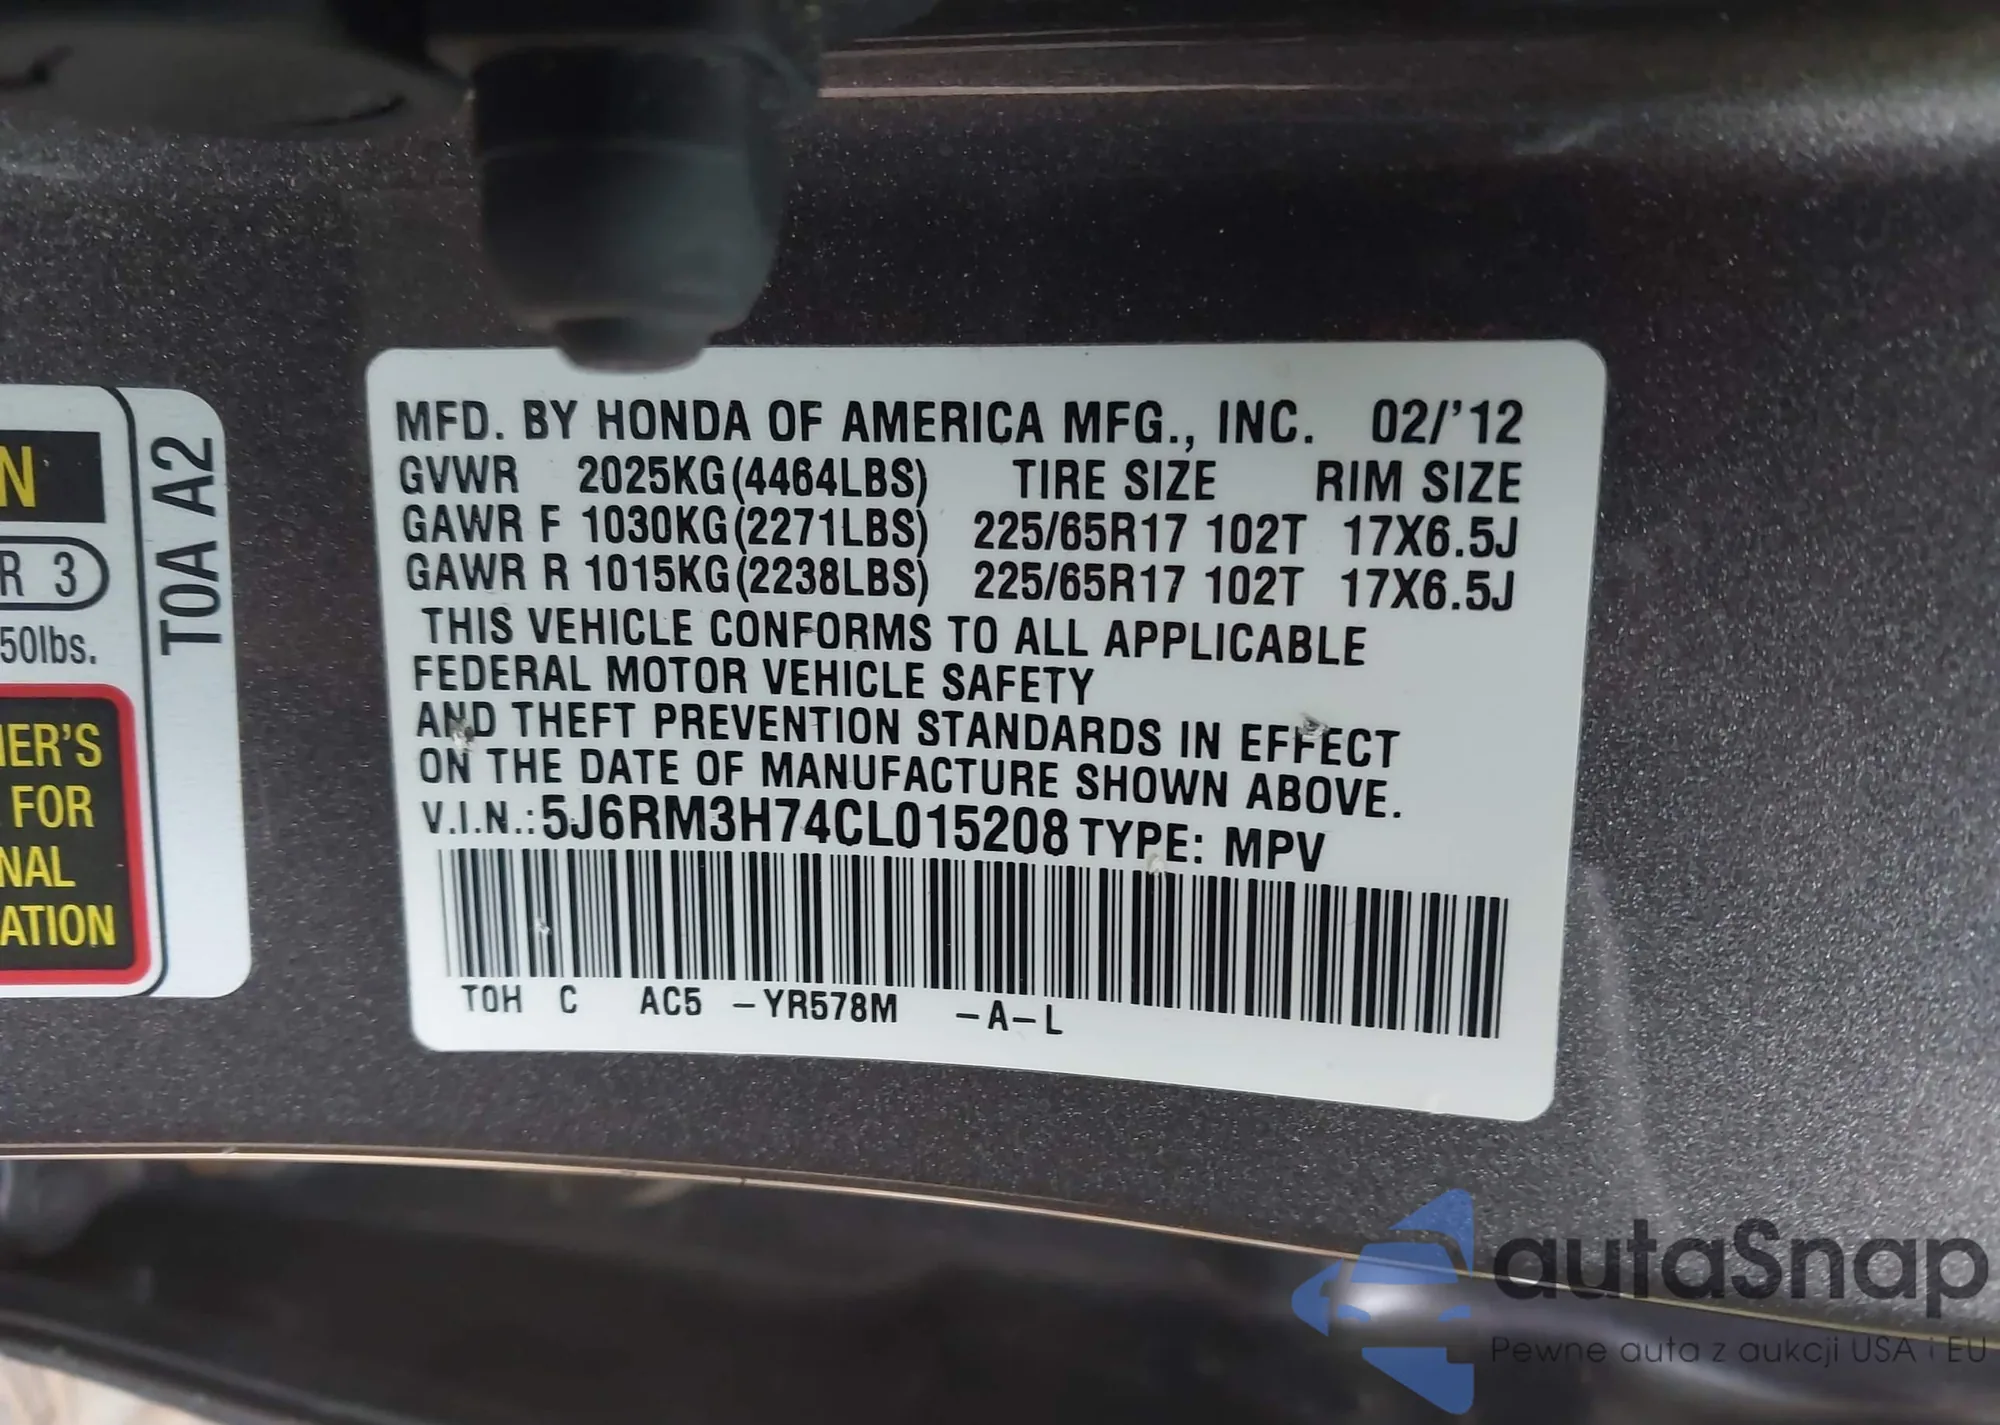 MFD. BY HONDA OF AMERICA MFG., INC. 02/'12
GVWR 2025KG(4464LBS) TIRE SIZE RIM SIZE
GAWR F 1030KG(2271LBS) 225/65R17 102T 17X6.5J
GAWR R 1015KG(2238LBS) 225/65R17 102T 17X6.5J
THIS VEHICLE CONFORMS TO ALL APPLICABLE
FEDERAL MOTOR VEHICLE SAFETY
AND THEFT PREVENTION STANDARDS IN EFFECT
ON THE DATE OF MANUFACTURE SHOWN ABOVE.
V.I.N.:5J6RM3H74CL015208 TYPE: MPV
T0H C AC5 -YR578M -A-L
N
R 3
50lbs.
IER'S
FOR
NAL
ATION
T0A A2
autaSnap
Pewne auta z aukcji USA i EU